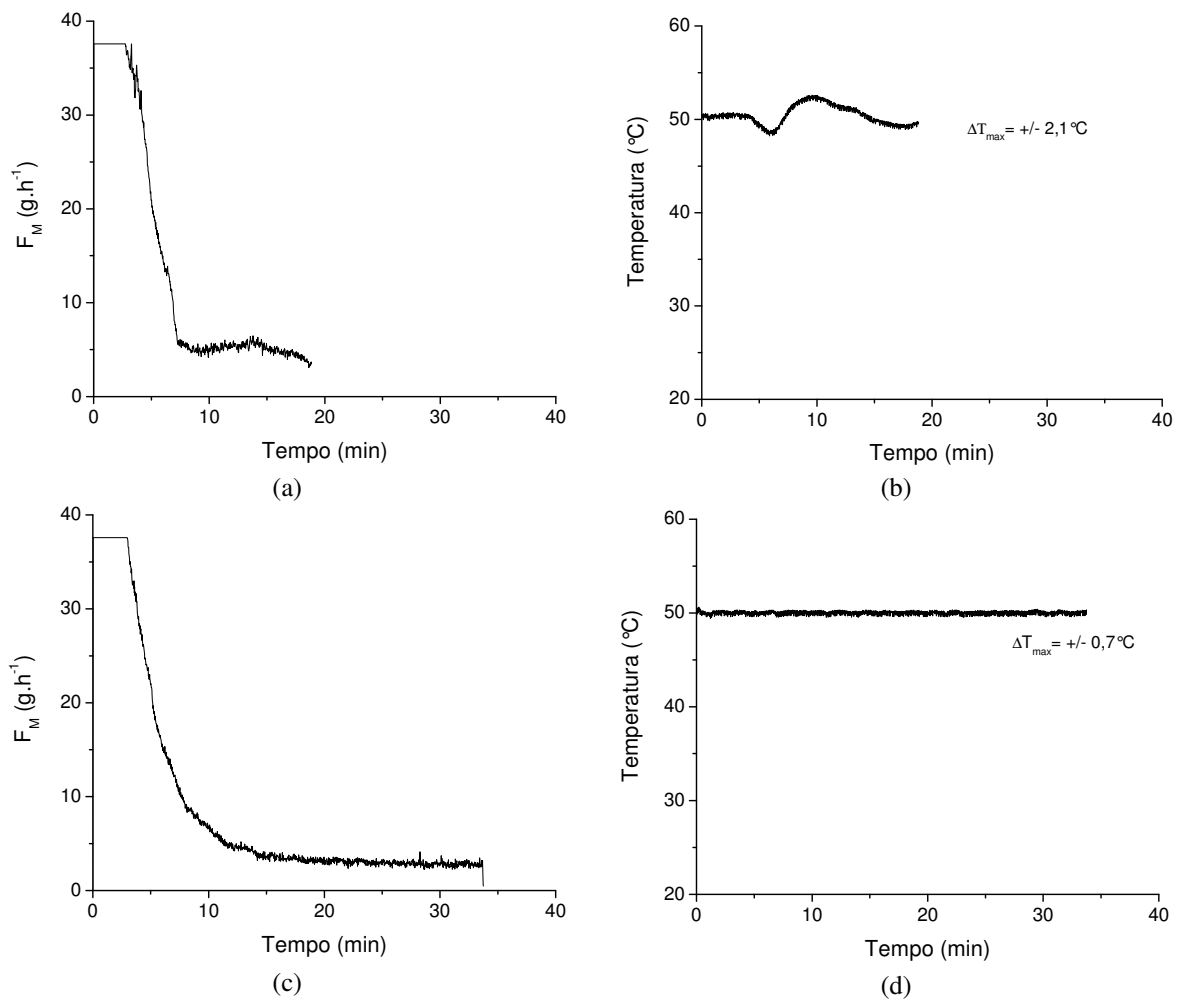 40
30
20
10
0
F_M (g.h^-1)
0 10 20 30 40
Tempo (min)
(a)
60
50
40
30
20
Temperatura (°C)
ΔT_max= +/- 2,1°C
0 10 20 30 40
Tempo (min)
(b)
40
30
20
10
0
F_M (g.h^-1)
0 10 20 30 40
Tempo (min)
(c)
60
50
40
30
20
Temperatura (°C)
ΔT_max= +/- 0,7°C
0 10 20 30 40
Tempo (min)
(d)